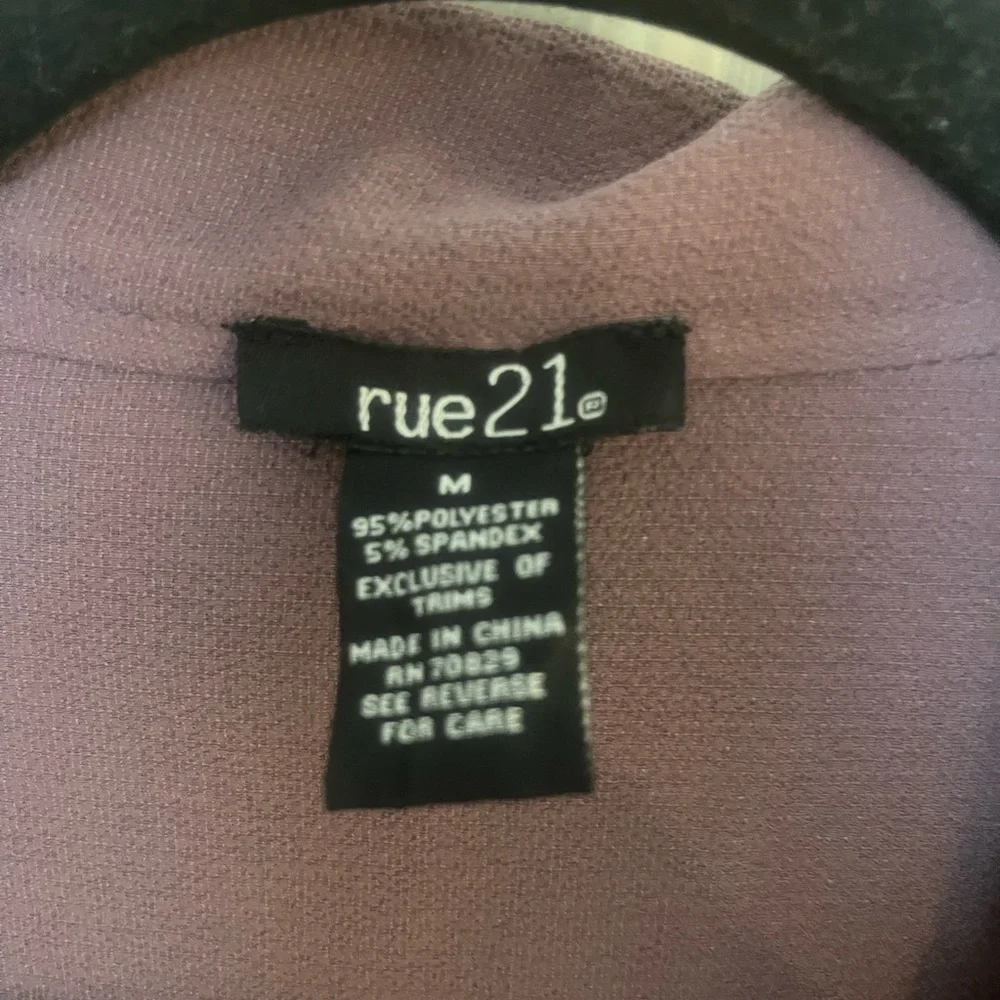 rue21®
M
95%POLYESTER
5% SPANDEX
EXCLUSIVE OF
TRIMS
MADE IN CHINA
RN 70829
SEE REVERSE
FOR CARE